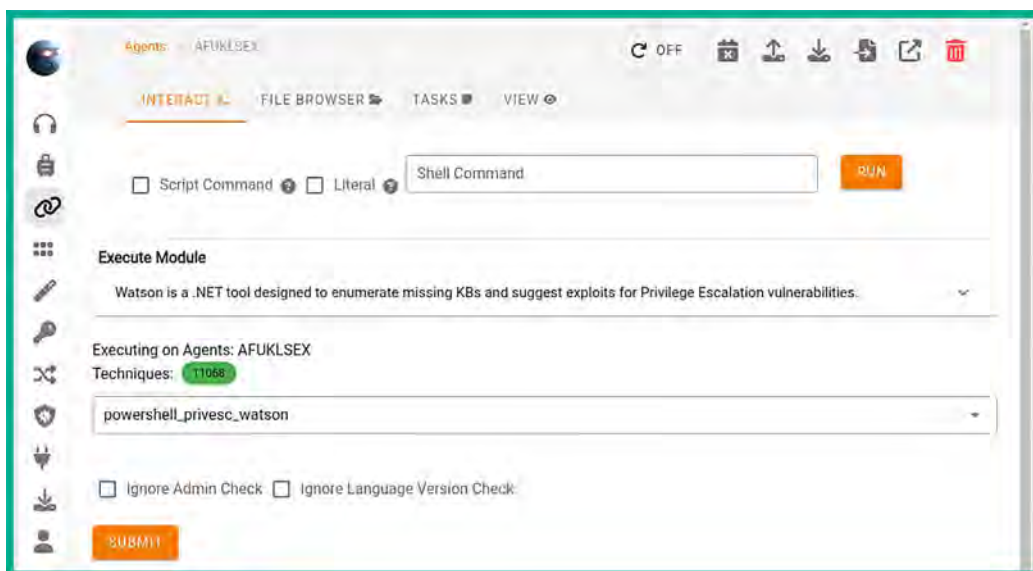 Agents AFUKLSEX
OFF
INTERACT FILE BROWSER TASKS VIEW
Script Command Literal Shell Command RUN
Execute Module
Watson is a .NET tool designed to enumerate missing KBs and suggest exploits for Privilege Escalation vulnerabilities.
Executing on Agents: AFUKLSEX
Techniques: T1068
powershell_privesc_watson
Ignore Admin Check Ignore Language Version Check
SUBMIT